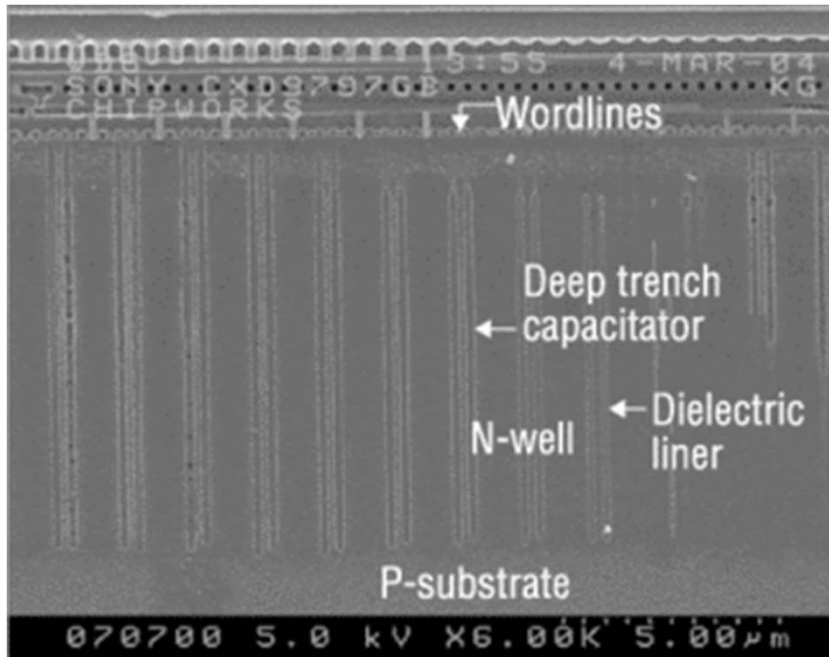 13:55 4-MAR-04
SONY CXD9797GB KG
CHIPWORKS
Wordlines
Deep trench
capacitator
Dielectric
liner
N-well
P-substrate
070700 5.0 kV X6.00K 5.00µm